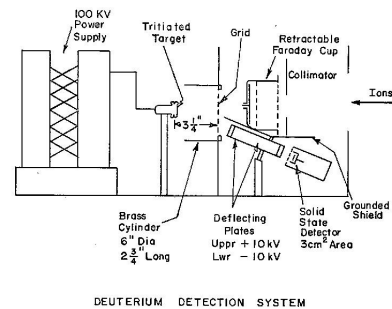 100 KV
Power
Supply
Tritiated
Target
Grid
Retractable
Faraday Cup
Collimator
Ions
3 1/4"
Brass
Cylinder
6" Dia
2 3/4" Long
Deflecting
Plates
Uppr + 10 kV
Lwr - 10 kV
Solid
State
Detector
3cm² Area
Grounded
Shield
DEUTERIUM DETECTION SYSTEM